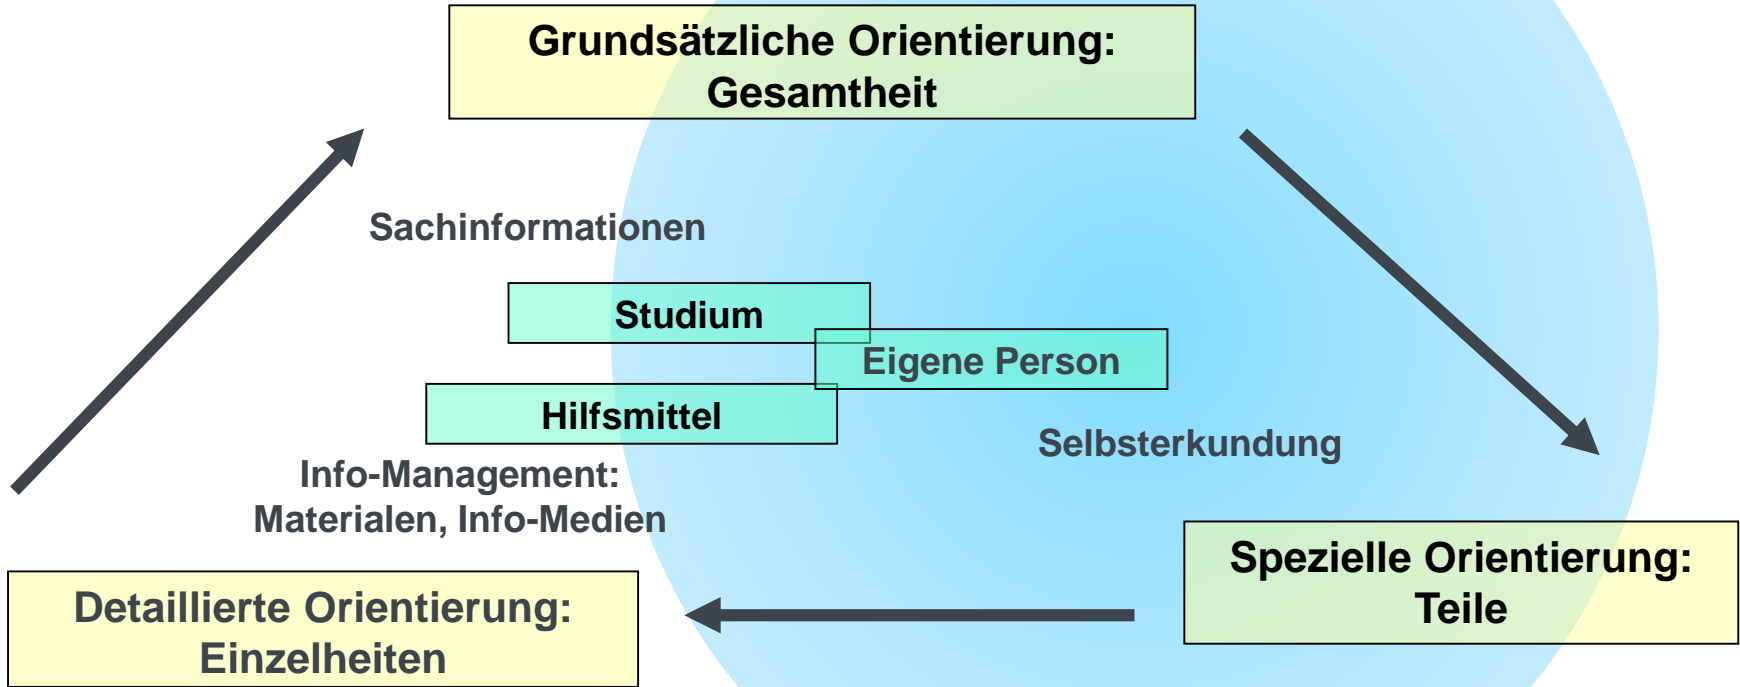 Grundsätzliche Orientierung:
Gesamtheit
Sachinformationen
Studium
Eigene Person
Hilfsmittel
Selbsterkundung
Info-Management:
Materialen, Info-Medien
Spezielle Orientierung:
Teile
Detaillierte Orientierung:
Einzelheiten